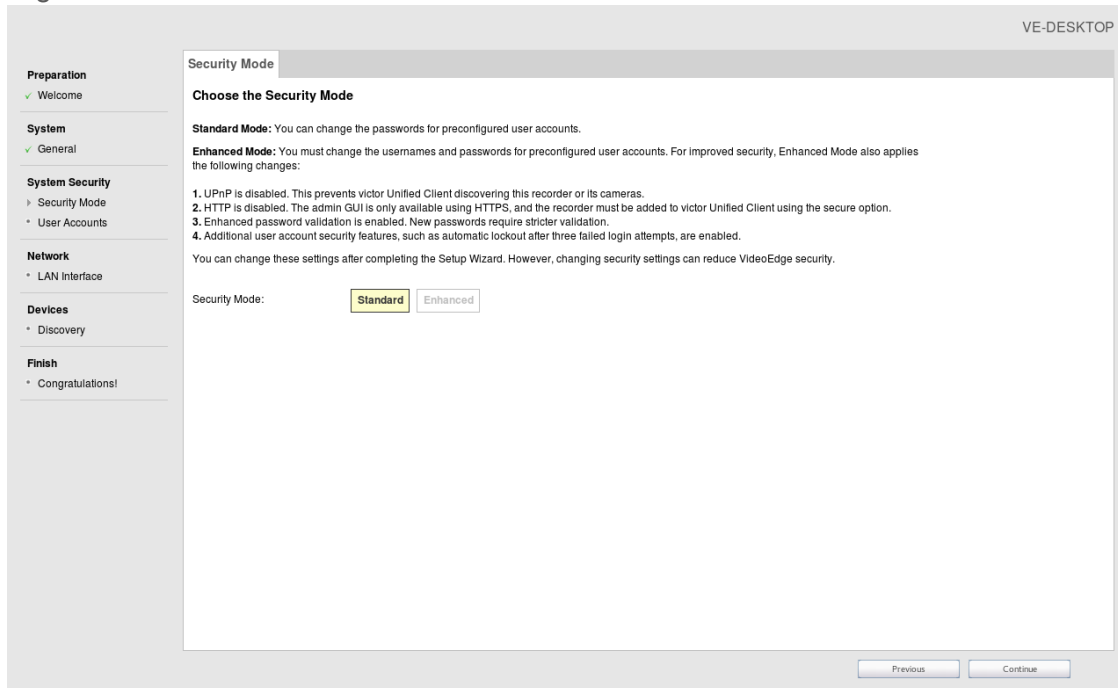 VE-DESKTOP
Preparation
Welcome
System
General
System Security
Security Mode
User Accounts
Network
LAN Interface
Devices
Discovery
Finish
Congratulations!
Security Mode
Choose the Security Mode
Standard Mode: You can change the passwords for preconfigured user accounts.
Enhanced Mode: You must change the usernames and passwords for preconfigured user accounts. For improved security, Enhanced Mode also applies
the following changes:
1. UPnP is disabled. This prevents victor Unified Client discovering this recorder or its cameras.
2. HTTP is disabled. The admin GUI is only available using HTTPS, and the recorder must be added to victor Unified Client using the secure option.
3. Enhanced password validation is enabled. New passwords require stricter validation.
4. Additional user account security features, such as automatic lockout after three failed login attempts, are enabled.
You can change these settings after completing the Setup Wizard. However, changing security settings can reduce VideoEdge security.
Security Mode: Standard Enhanced
Previous Continue